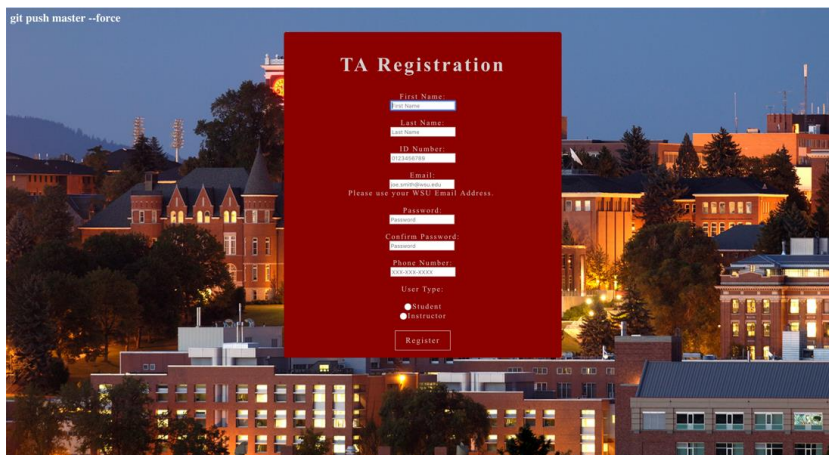 git push master --force
TA Registration
First Name:
First Name
Last Name:
Last Name
ID Number:
0123456789
Email:
joe.smith@wsu.edu
Please use your WSU Email Address.
Password:
Password
Confirm Password:
Password
Phone Number:
XXX-XXX-XXXX
User Type:
Student
Instructor
Register